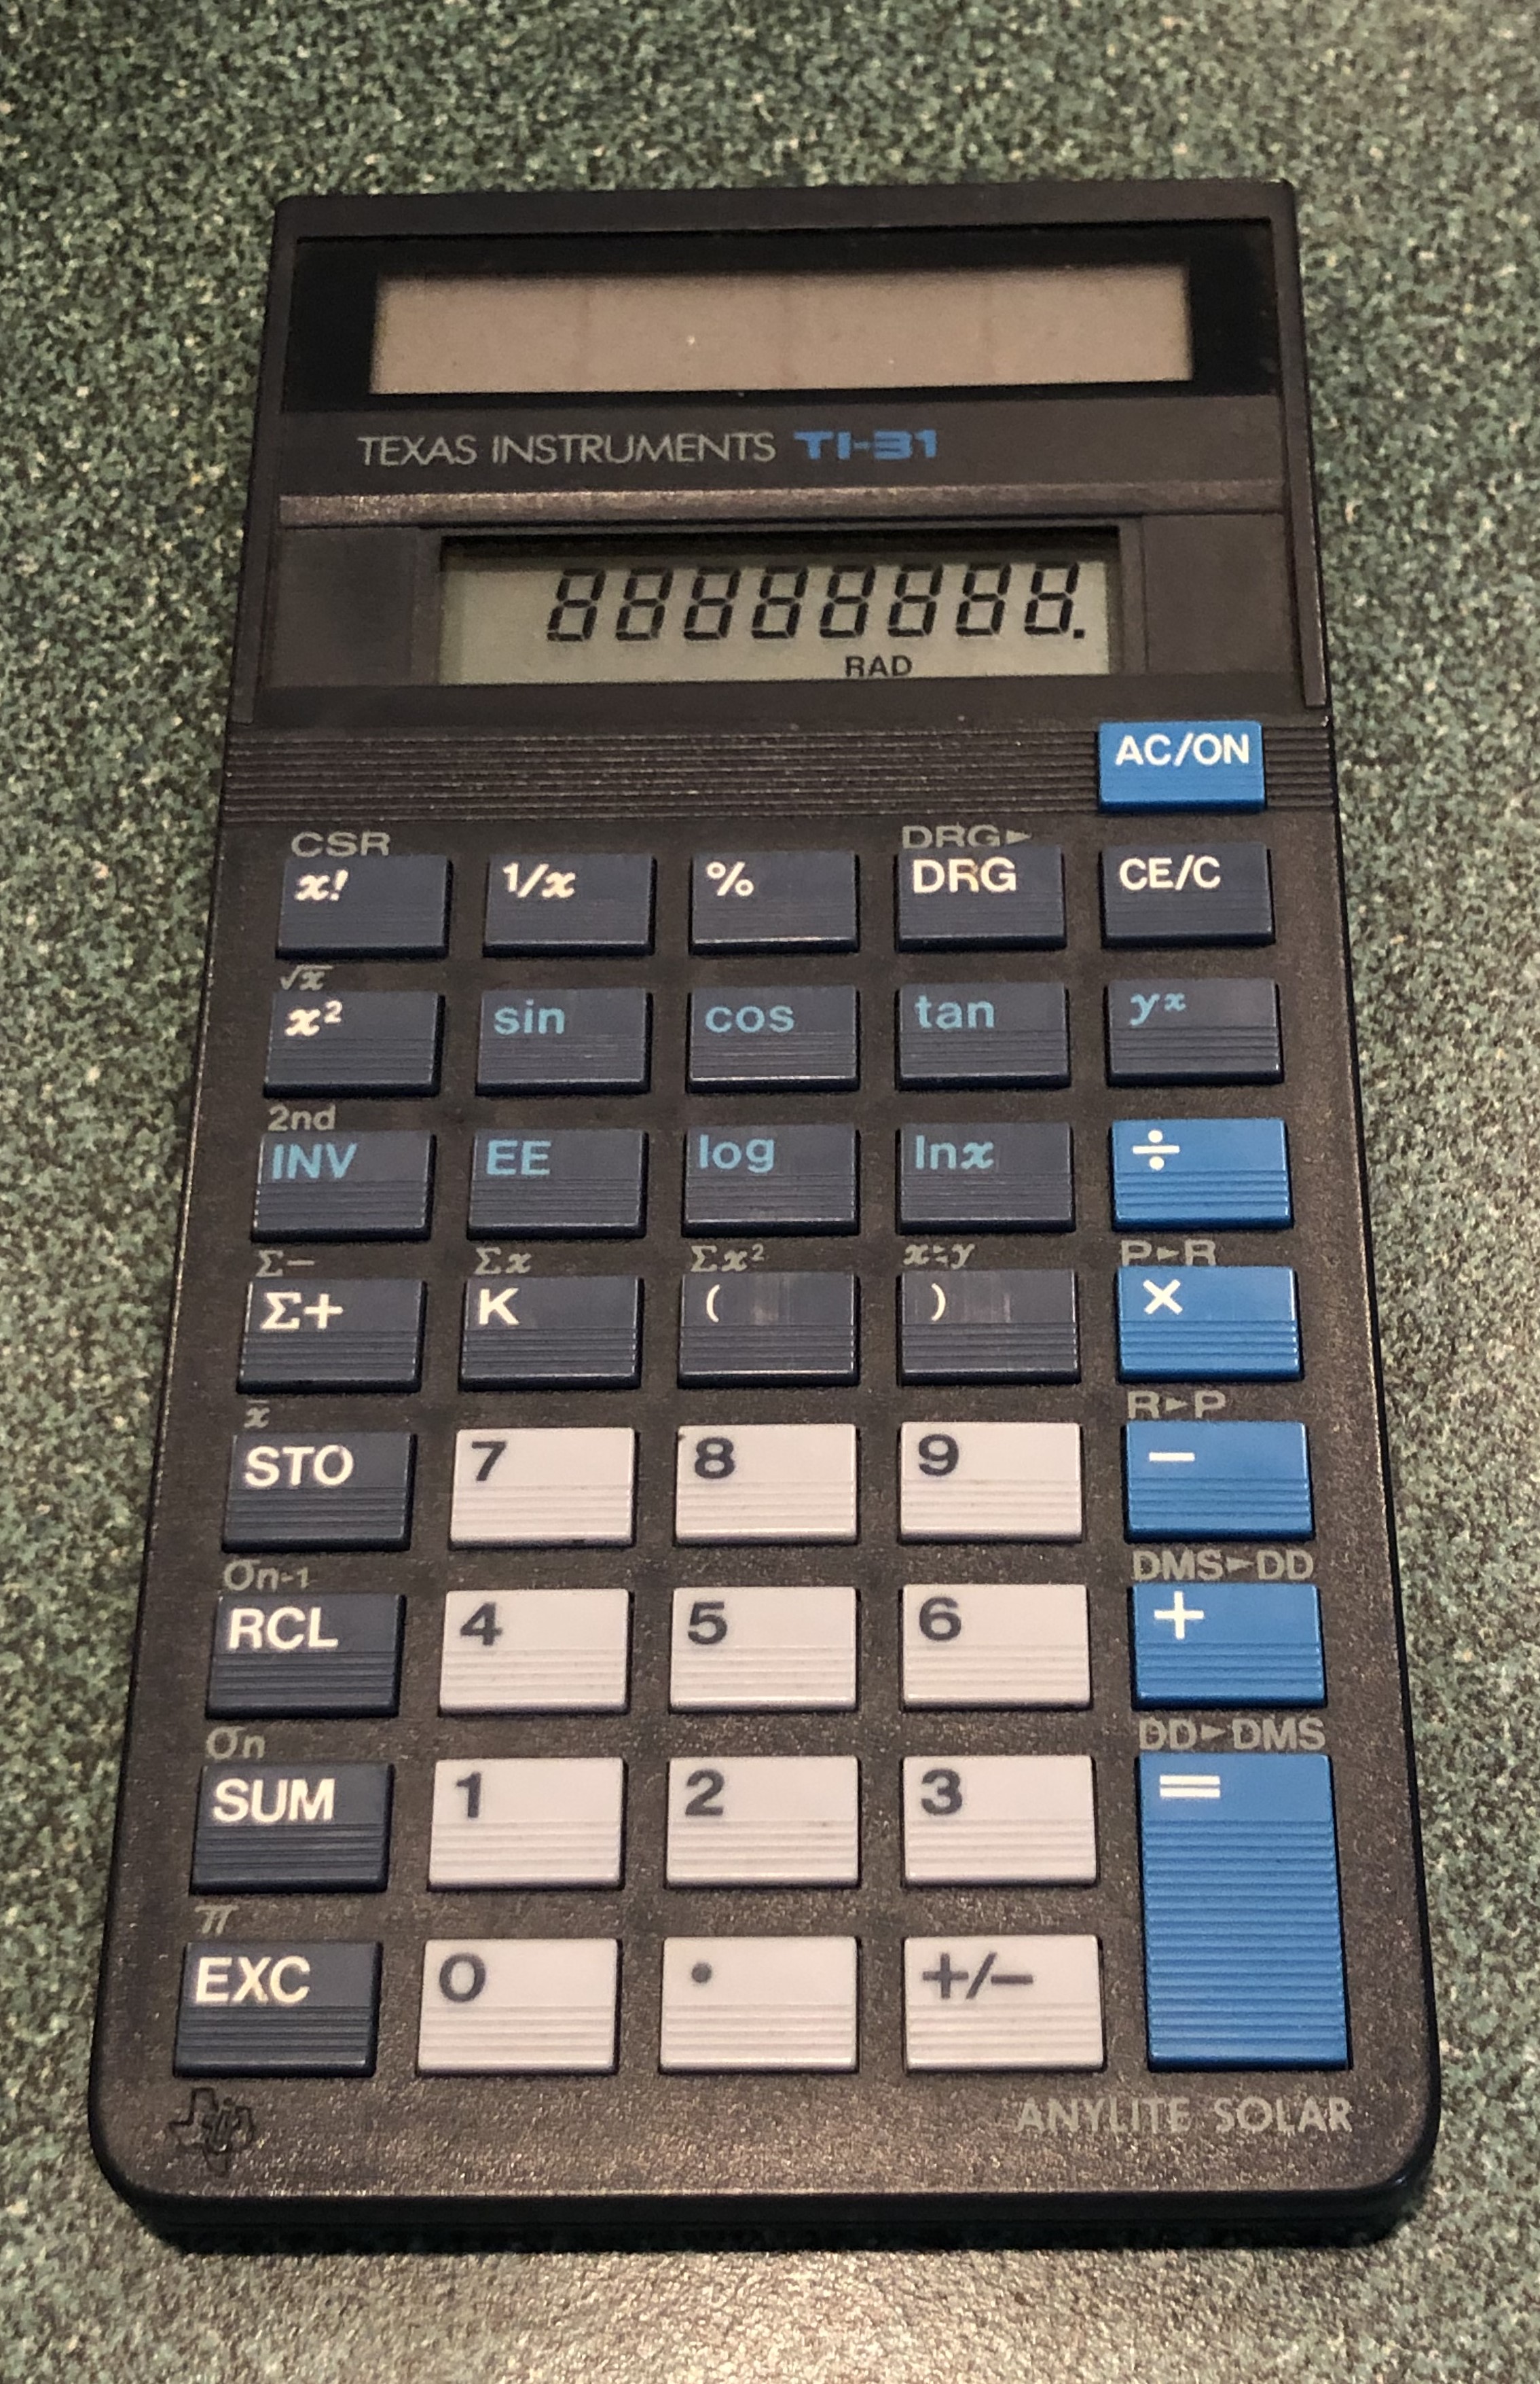 TEXAS INSTRUMENTS TI-31
88888888.
RAD
AC/ON
CSR DRG►
x! 1/x % DRG CE/C
√x
x² sin cos tan yˣ
2nd
INV EE log lnx ÷
Σ− Σx Σx² x⇄y P►R
Σ+ K ( ) ×
x̄ R►P
STO 7 8 9 −
σn-1 DMS►DD
RCL 4 5 6 +
σn DD►DMS
SUM 1 2 3 =
π
EXC 0 • +/−
ANYLITE SOLAR